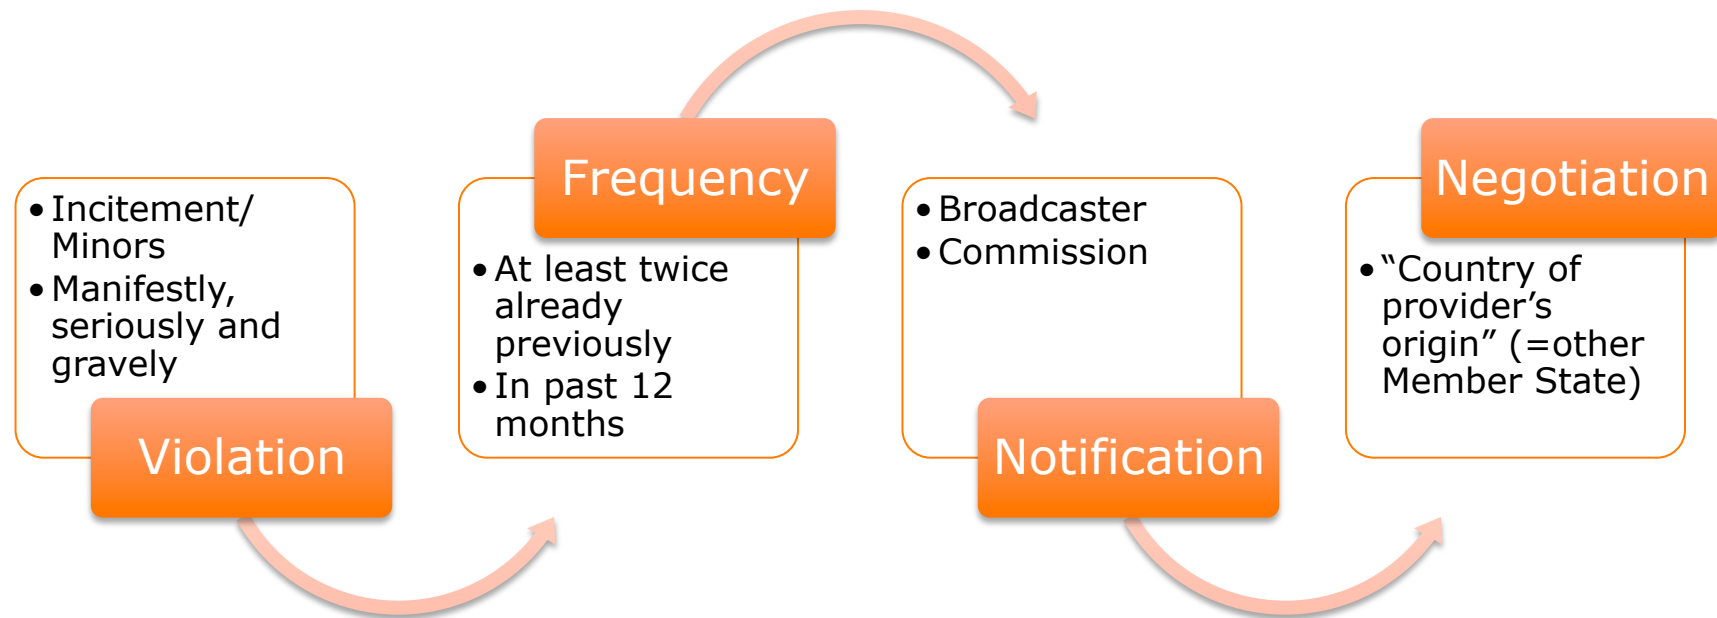 • Incitement/
Minors
• Manifestly,
seriously and
gravely
Violation
Frequency
• At least twice
already
previously
• In past 12
months
• Broadcaster
• Commission
Notification
Negotiation
• “Country of
provider’s
origin” (=other
Member State)